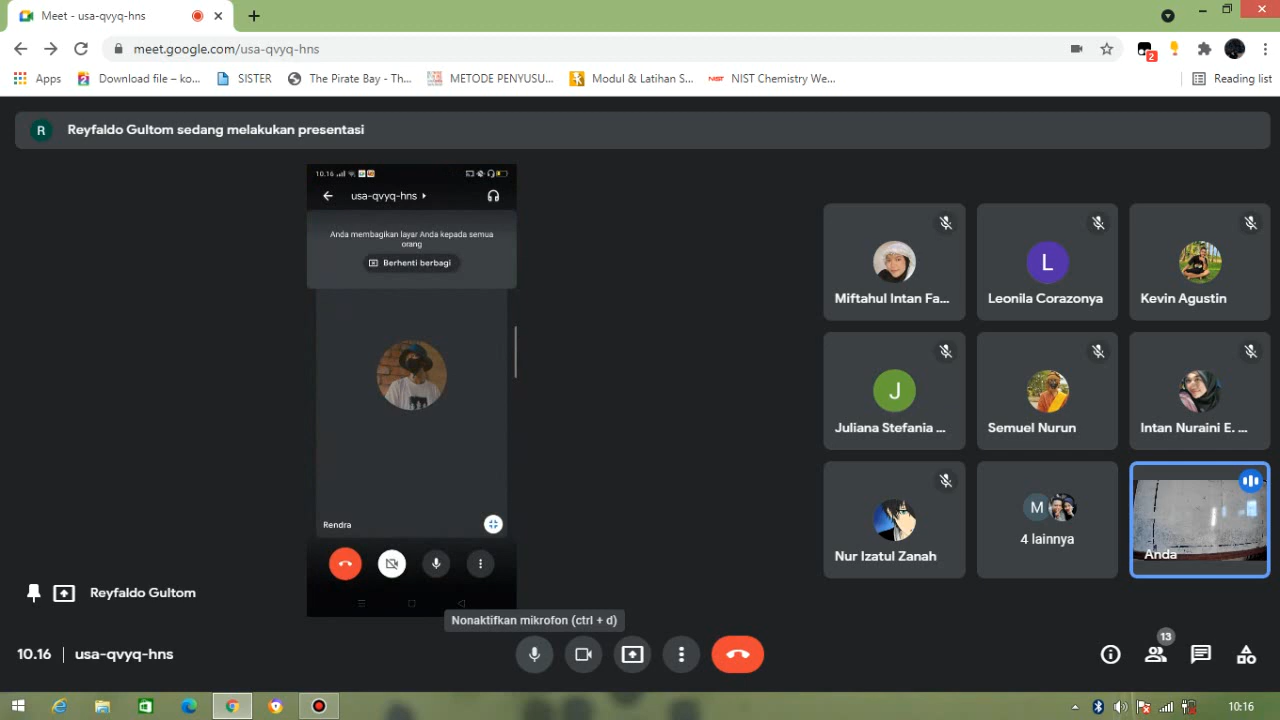 Meet - usa-qvyq-hns
meet.google.com/usa-qvyq-hns
2
Apps
Download file – ko...
SISTER
The Pirate Bay - Th...
METODE PENYUSU...
Modul & Latihan S...
NIST Chemistry We...
Reading list
R
Reyfaldo Gultom sedang melakukan presentasi
10.16
usa-qvyq-hns
Anda membagikan layar Anda kepada semua
orang
Berhenti berbagi
Rendra
Miftahul Intan Fa...
L
Leonila Corazonya
Kevin Agustin
J
Juliana Stefania ...
Semuel Nurun
Intan Nuraini E. ...
Nur Izatul Zanah
M
4 lainnya
Anda
Reyfaldo Gultom
Nonaktifkan mikrofon (ctrl + d)
10.16
usa-qvyq-hns
13
10:16